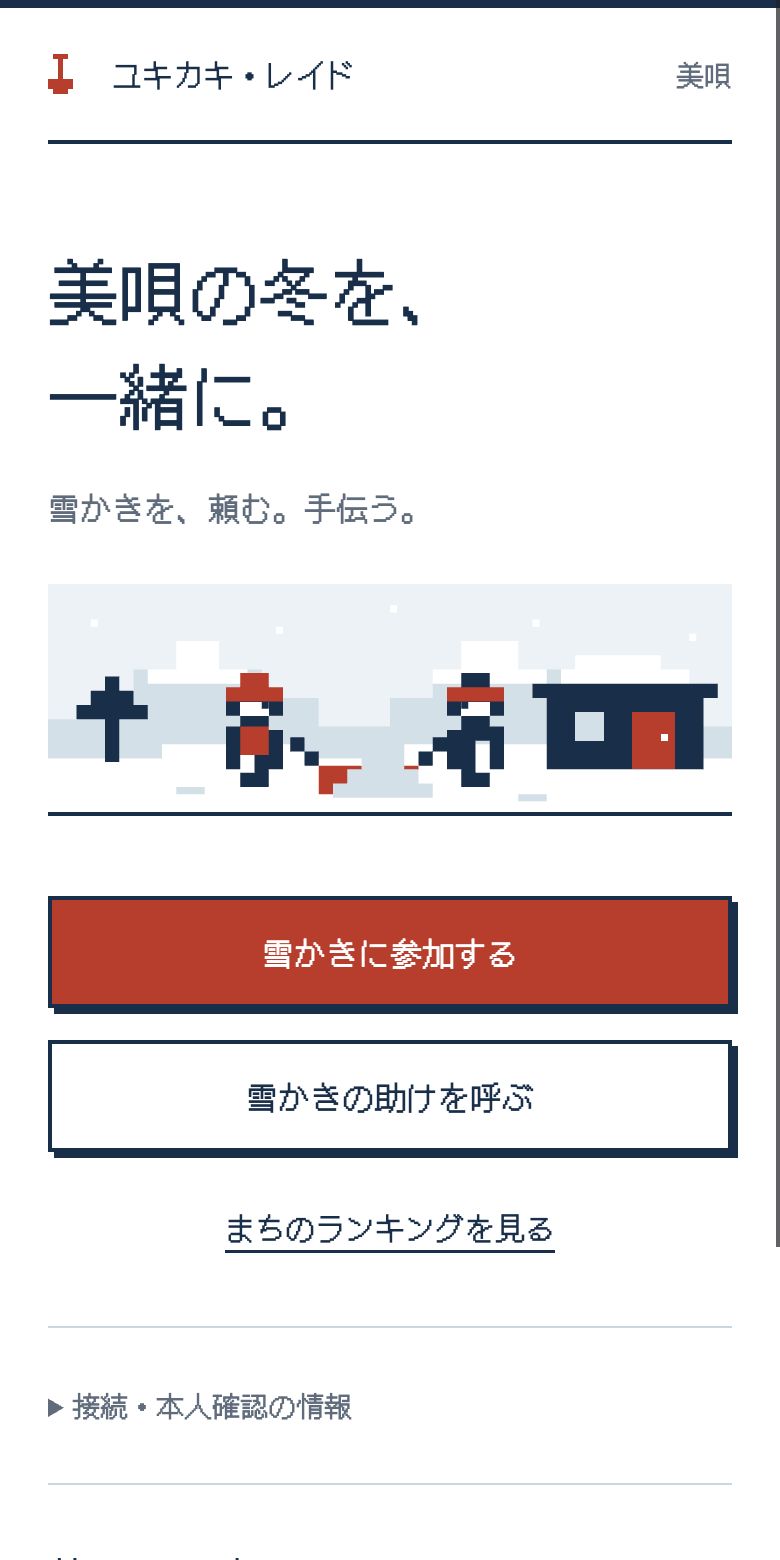 ユキカキ・レイド
美唄
美唄の冬を、
一緒に。
雪かきを、頼む。手伝う。
雪かきに参加する
雪かきの助けを呼ぶ
まちのランキングを見る
▶ 接続・本人確認の情報